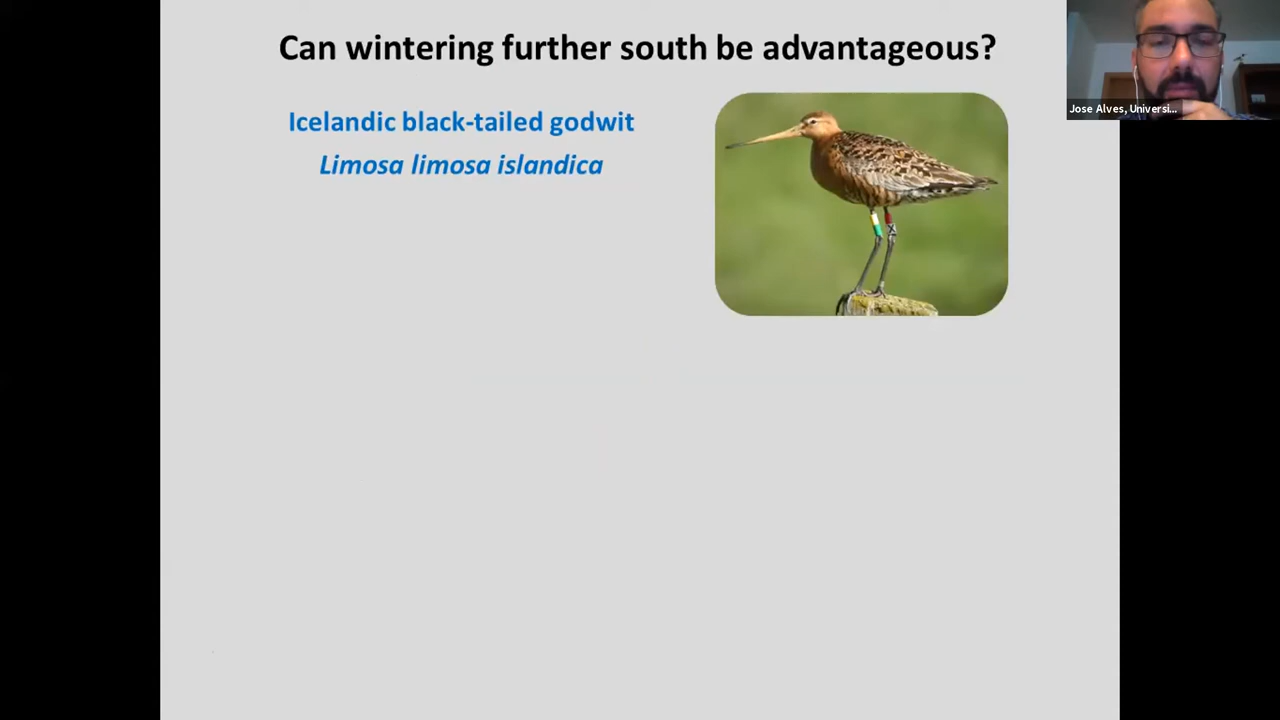 Can wintering further south be advantageous?
Icelandic black-tailed godwit
Limosa limosa islandica
Jose Alves, Universi...